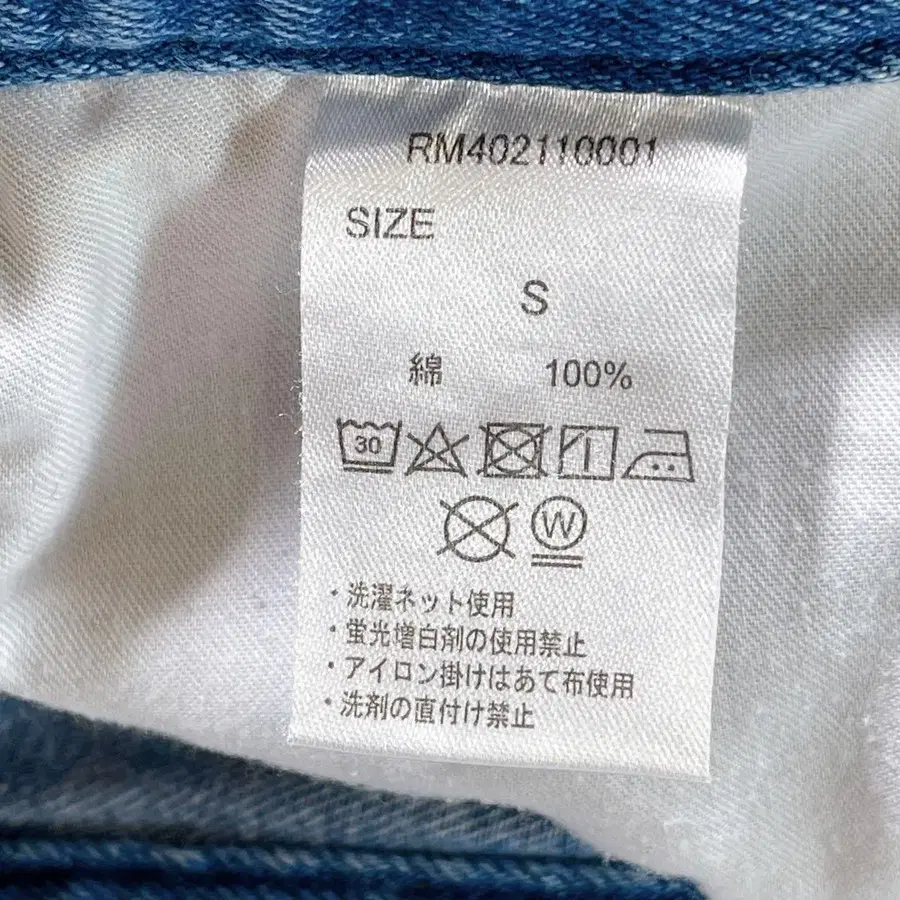 RM402110001
SIZE
S
綿 100%
30
W
・洗濯ネット使用
・蛍光増白剤の使用禁止
・アイロン掛けはあて布使用
・洗剤の直付け禁止